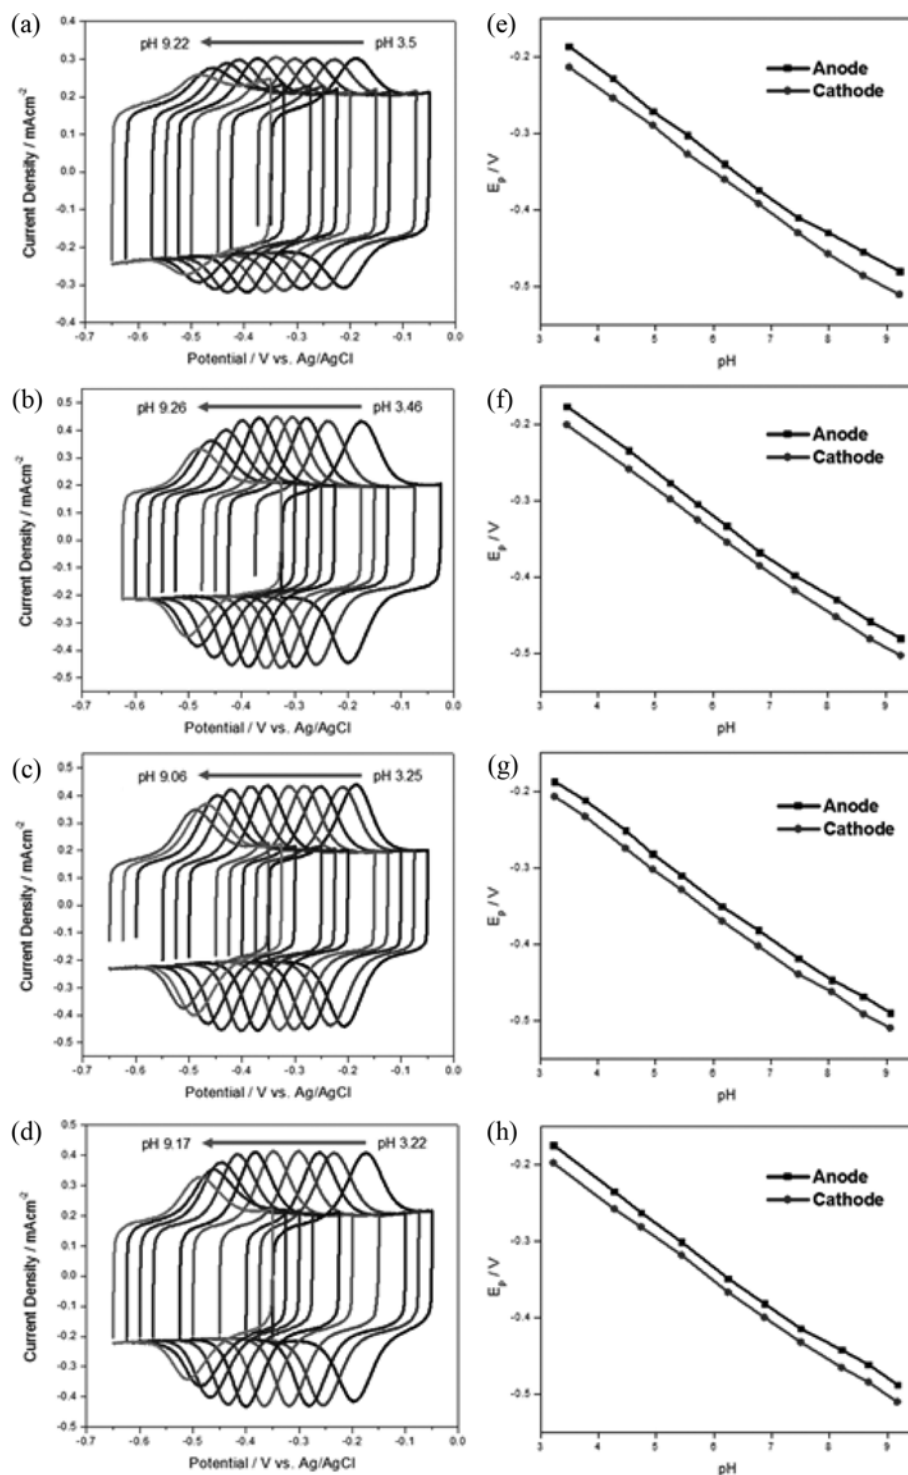 (a)
pH 9.22
pH 3.5
0.4
0.3
0.2
0.1
0.0
-0.1
-0.2
-0.3
-0.4
Current Density / mAcm-2
-0.7
-0.6
-0.5
-0.4
-0.3
-0.2
-0.1
0.0
Potential / V vs. Ag/AgCl
(e)
Anode
Cathode
-0.2
-0.3
-0.4
-0.5
Ep / V
3
4
5
6
7
8
9
pH
(b)
pH 9.26
pH 3.46
0.5
0.4
0.3
0.2
0.1
0.0
-0.1
-0.2
-0.3
-0.4
-0.5
Current Density / mAcm-2
-0.7
-0.6
-0.5
-0.4
-0.3
-0.2
-0.1
0.0
Potential / V vs. Ag/AgCl
(f)
Anode
Cathode
-0.2
-0.3
-0.4
-0.5
Ep / V
3
4
5
6
7
8
9
pH
(c)
pH 9.06
pH 3.25
0.5
0.4
0.3
0.2
0.1
0.0
-0.1
-0.2
-0.3
-0.4
-0.5
Current Density / mAcm-2
-0.7
-0.6
-0.5
-0.4
-0.3
-0.2
-0.1
0.0
Potential / V vs. Ag/AgCl
(g)
Anode
Cathode
-0.2
-0.3
-0.4
-0.5
Ep / V
3
4
5
6
7
8
9
pH
(d)
pH 9.17
pH 3.22
0.5
0.4
0.3
0.2
0.1
0.0
-0.1
-0.2
-0.3
-0.4
-0.5
Current Density / mAcm-2
-0.7
-0.6
-0.5
-0.4
-0.3
-0.2
-0.1
0.0
Potential / V vs. Ag/AgCl
(h)
Anode
Cathode
-0.2
-0.3
-0.4
-0.5
Ep / V
3
4
5
6
7
8
9
pH